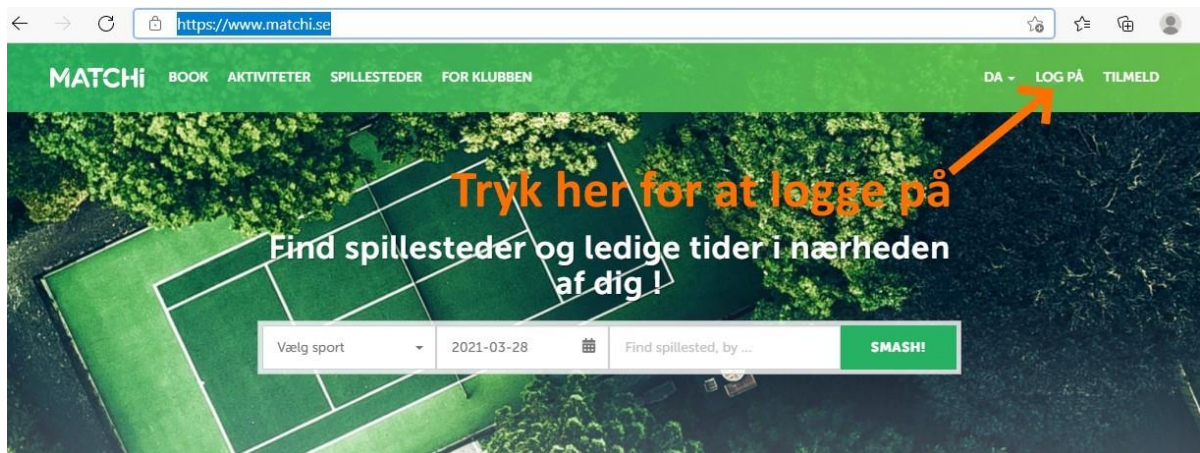 https://www.matchi.se
MATCHi BOOK AKTIVITETER SPILLESTEDER FOR KLUBBEN DA LOG PÅ TILMELD
Tryk her for at logge på
Find spillesteder og ledige tider i nærheden
af dig !
Vælg sport 2021-03-28 Find spillested, by ... SMASH!